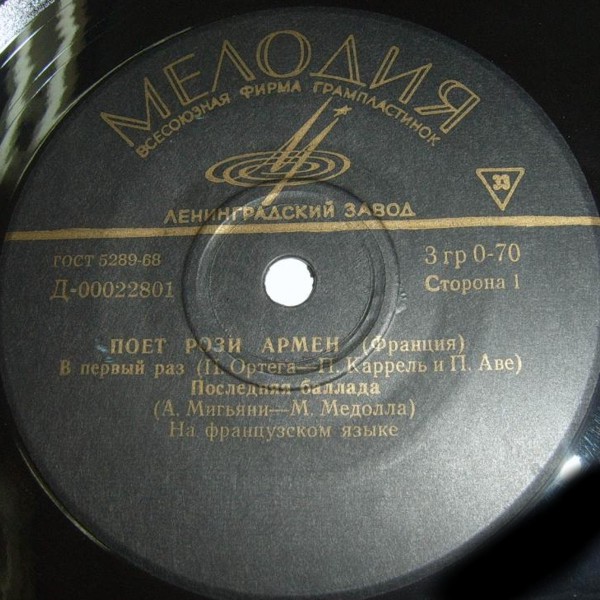 МЕЛОДИЯ
ВСЕСОЮЗНАЯ ФИРМА ГРАМПЛАСТИНОК
33
ЛЕНИНГРАДСКИЙ ЗАВОД
ГОСТ 5289-68
3 гр 0-70
Д-00022801
Сторона 1
ПОЕТ РОЗИ АРМЕН (Франция)
В первый раз (П. Ортега—П. Каррель и П. Аве)
Последняя баллада
(А. Мигьяни—М. Медолла)
На французском языке